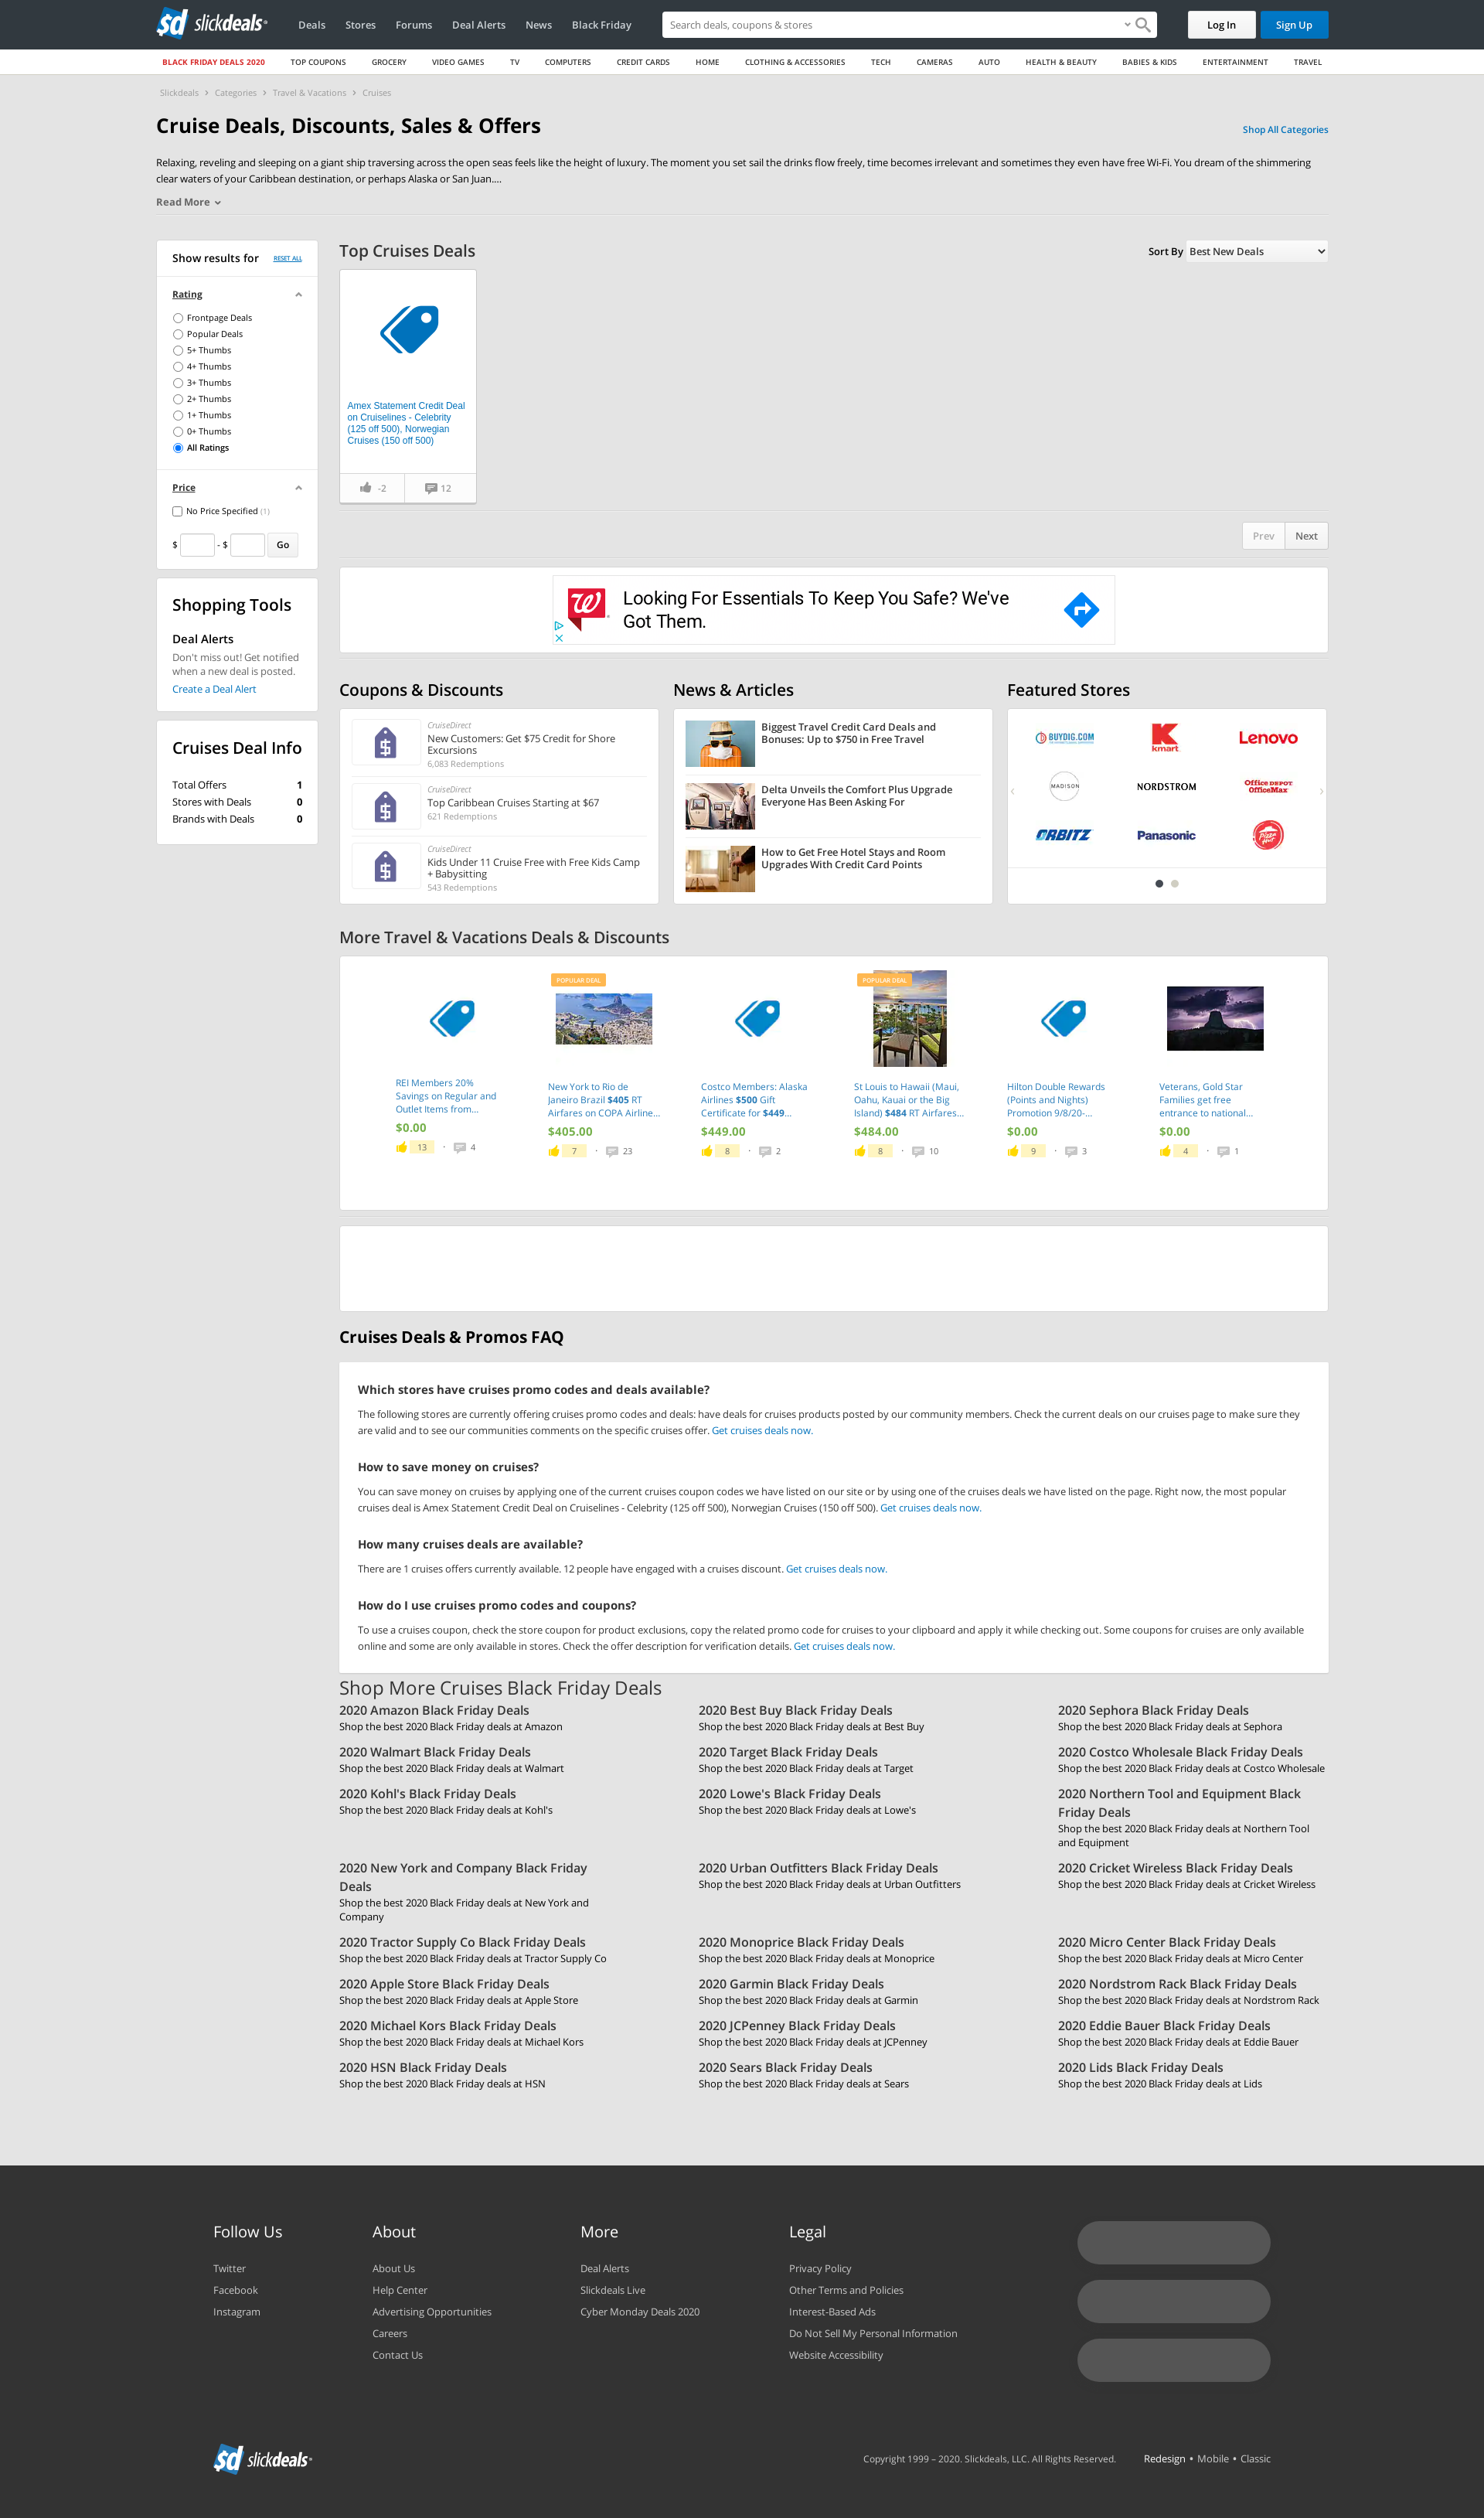 slickdeals
Deals
Stores
Forums
Deal Alerts
News
Black Friday
Search deals, coupons & stores
Log In
Sign Up
BLACK FRIDAY DEALS 2020
TOP COUPONS
GROCERY
VIDEO GAMES
TV
COMPUTERS
CREDIT CARDS
HOME
CLOTHING & ACCESSORIES
TECH
CAMERAS
AUTO
HEALTH & BEAUTY
BABIES & KIDS
ENTERTAINMENT
TRAVEL
Slickdeals > Categories > Travel & Vacations > Cruises
Cruise Deals, Discounts, Sales & Offers
Shop All Categories
Relaxing, reveling and sleeping on a giant ship traversing across the open seas feels like the height of luxury. The moment you set sail the drinks flow freely, time becomes irrelevant and sometimes they even have free Wi-Fi. You dream of the shimmering
clear waters of your Caribbean destination, or perhaps Alaska or San Juan....
Read More
Show results for
RESET ALL
Rating
Frontpage Deals
Popular Deals
5+ Thumbs
4+ Thumbs
3+ Thumbs
2+ Thumbs
1+ Thumbs
0+ Thumbs
All Ratings
Price
No Price Specified (1)
$ - $ Go
Shopping Tools
Deal Alerts
Don't miss out! Get notified
when a new deal is posted.
Create a Deal Alert
Cruises Deal Info
Total Offers 1
Stores with Deals 0
Brands with Deals 0
Top Cruises Deals
Sort By Best New Deals
Amex Statement Credit Deal
on Cruiselines - Celebrity
(125 off 500), Norwegian
Cruises (150 off 500)
-2
12
Prev
Next
Looking For Essentials To Keep You Safe? We've
Got Them.
Coupons & Discounts
CruiseDirect
New Customers: Get $75 Credit for Shore
Excursions
6,083 Redemptions
CruiseDirect
Top Caribbean Cruises Starting at $67
621 Redemptions
CruiseDirect
Kids Under 11 Cruise Free with Free Kids Camp
+ Babysitting
543 Redemptions
News & Articles
Biggest Travel Credit Card Deals and
Bonuses: Up to $750 in Free Travel
Delta Unveils the Comfort Plus Upgrade
Everyone Has Been Asking For
How to Get Free Hotel Stays and Room
Upgrades With Credit Card Points
Featured Stores
BUYDIG.COM
kmart
Lenovo
MADISON
NORDSTROM
Office DEPOT
OfficeMax
ORBITZ
Panasonic
Pizza Hut
More Travel & Vacations Deals & Discounts
REI Members 20%
Savings on Regular and
Outlet Items from...
$0.00
13 · 4
POPULAR DEAL
New York to Rio de
Janeiro Brazil $405 RT
Airfares on COPA Airline...
$405.00
7 · 23
Costco Members: Alaska
Airlines $500 Gift
Certificate for $449...
$449.00
8 · 2
POPULAR DEAL
St Louis to Hawaii (Maui,
Oahu, Kauai or the Big
Island) $484 RT Airfares...
$484.00
8 · 10
Hilton Double Rewards
(Points and Nights)
Promotion 9/8/20-...
$0.00
9 · 3
Veterans, Gold Star
Families get free
entrance to national...
$0.00
4 · 1
Cruises Deals & Promos FAQ
Which stores have cruises promo codes and deals available?
The following stores are currently offering cruises promo codes and deals: have deals for cruises products posted by our community members. Check the current deals on our cruises page to make sure they
are valid and to see our communities comments on the specific cruises offer. Get cruises deals now.
How to save money on cruises?
You can save money on cruises by applying one of the current cruises coupon codes we have listed on our site or by using one of the cruises deals we have listed on the page. Right now, the most popular
cruises deal is Amex Statement Credit Deal on Cruiselines - Celebrity (125 off 500), Norwegian Cruises (150 off 500). Get cruises deals now.
How many cruises deals are available?
There are 1 cruises offers currently available. 12 people have engaged with a cruises discount. Get cruises deals now.
How do I use cruises promo codes and coupons?
To use a cruises coupon, check the store coupon for product exclusions, copy the related promo code for cruises to your clipboard and apply it while checking out. Some coupons for cruises are only available
online and some are only available in stores. Check the offer description for verification details. Get cruises deals now.
Shop More Cruises Black Friday Deals
2020 Amazon Black Friday Deals
Shop the best 2020 Black Friday deals at Amazon
2020 Best Buy Black Friday Deals
Shop the best 2020 Black Friday deals at Best Buy
2020 Sephora Black Friday Deals
Shop the best 2020 Black Friday deals at Sephora
2020 Walmart Black Friday Deals
Shop the best 2020 Black Friday deals at Walmart
2020 Target Black Friday Deals
Shop the best 2020 Black Friday deals at Target
2020 Costco Wholesale Black Friday Deals
Shop the best 2020 Black Friday deals at Costco Wholesale
2020 Kohl's Black Friday Deals
Shop the best 2020 Black Friday deals at Kohl's
2020 Lowe's Black Friday Deals
Shop the best 2020 Black Friday deals at Lowe's
2020 Northern Tool and Equipment Black
Friday Deals
Shop the best 2020 Black Friday deals at Northern Tool
and Equipment
2020 New York and Company Black Friday
Deals
Shop the best 2020 Black Friday deals at New York and
Company
2020 Urban Outfitters Black Friday Deals
Shop the best 2020 Black Friday deals at Urban Outfitters
2020 Cricket Wireless Black Friday Deals
Shop the best 2020 Black Friday deals at Cricket Wireless
2020 Tractor Supply Co Black Friday Deals
Shop the best 2020 Black Friday deals at Tractor Supply Co
2020 Monoprice Black Friday Deals
Shop the best 2020 Black Friday deals at Monoprice
2020 Micro Center Black Friday Deals
Shop the best 2020 Black Friday deals at Micro Center
2020 Apple Store Black Friday Deals
Shop the best 2020 Black Friday deals at Apple Store
2020 Garmin Black Friday Deals
Shop the best 2020 Black Friday deals at Garmin
2020 Nordstrom Rack Black Friday Deals
Shop the best 2020 Black Friday deals at Nordstrom Rack
2020 Michael Kors Black Friday Deals
Shop the best 2020 Black Friday deals at Michael Kors
2020 JCPenney Black Friday Deals
Shop the best 2020 Black Friday deals at JCPenney
2020 Eddie Bauer Black Friday Deals
Shop the best 2020 Black Friday deals at Eddie Bauer
2020 HSN Black Friday Deals
Shop the best 2020 Black Friday deals at HSN
2020 Sears Black Friday Deals
Shop the best 2020 Black Friday deals at Sears
2020 Lids Black Friday Deals
Shop the best 2020 Black Friday deals at Lids
Follow Us
Twitter
Facebook
Instagram
About
About Us
Help Center
Advertising Opportunities
Careers
Contact Us
More
Deal Alerts
Slickdeals Live
Cyber Monday Deals 2020
Legal
Privacy Policy
Other Terms and Policies
Interest-Based Ads
Do Not Sell My Personal Information
Website Accessibility
slickdeals
Copyright 1999 – 2020. Slickdeals, LLC. All Rights Reserved.
Redesign • Mobile • Classic